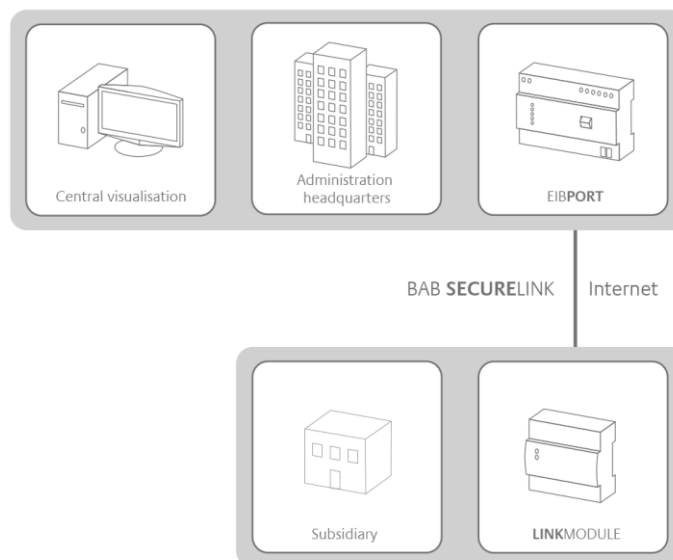 Central visualisation
Administration
headquarters
EIBPORT
BAB SECURELINK
Internet
Subsidiary
LINKMODULE